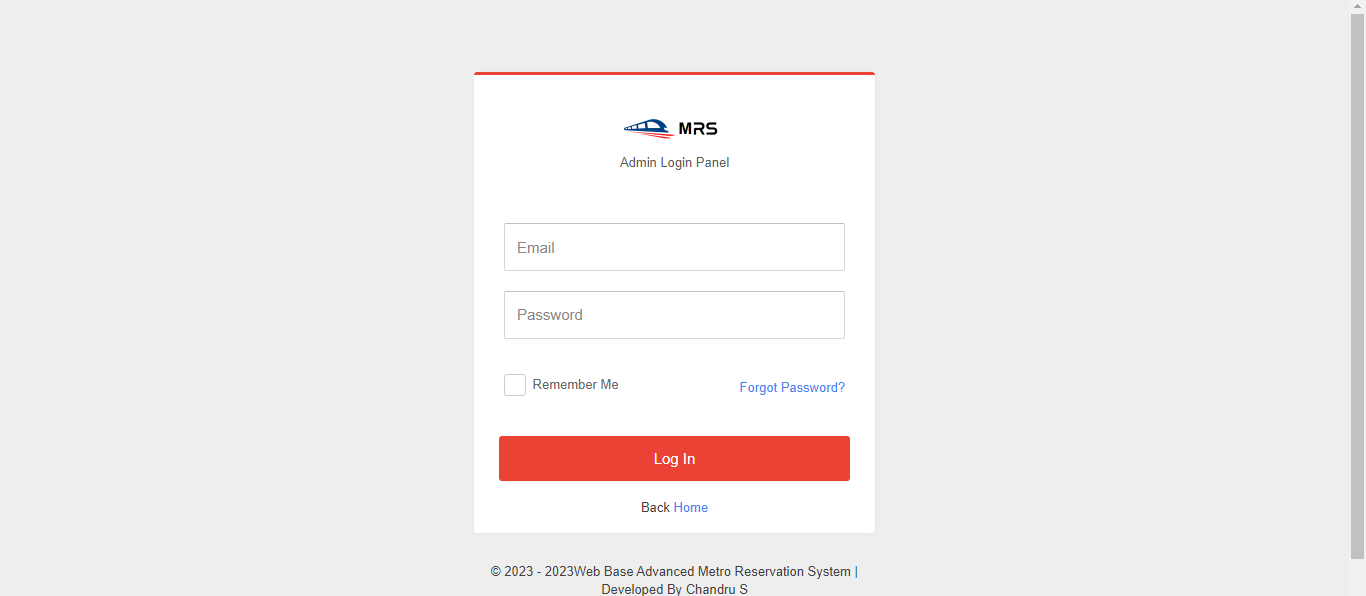 MRS
Admin Login Panel
Email
Password
Remember Me
Forgot Password?
Log In
Back Home
© 2023 - 2023Web Base Advanced Metro Reservation System |
Developed By Chandru S